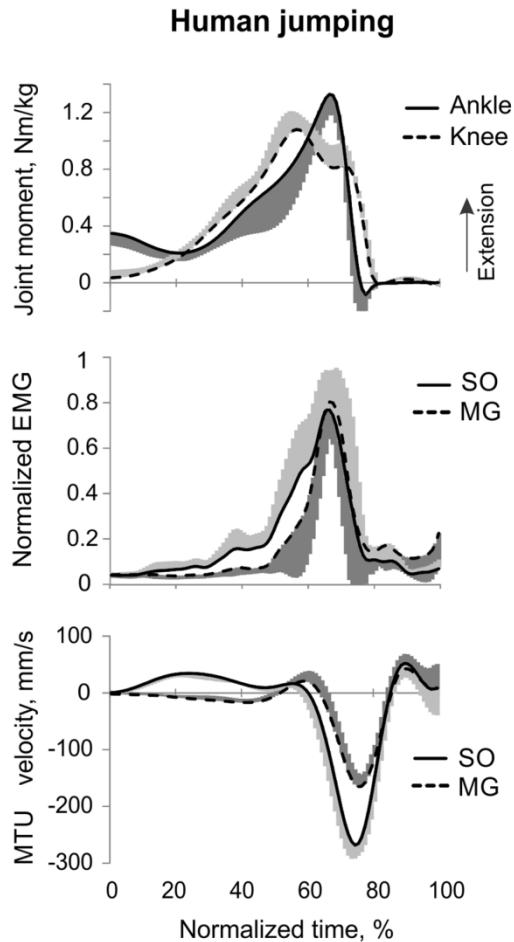 Human jumping
Joint moment, Nm/kg
1.2
0.8
0.4
0
Ankle
Knee
Extension
Normalized EMG
1
0.8
0.6
0.4
0.2
0
SO
MG
MTU velocity, mm/s
100
0
-100
-200
-300
SO
MG
0 20 40 60 80 100
Normalized time, %